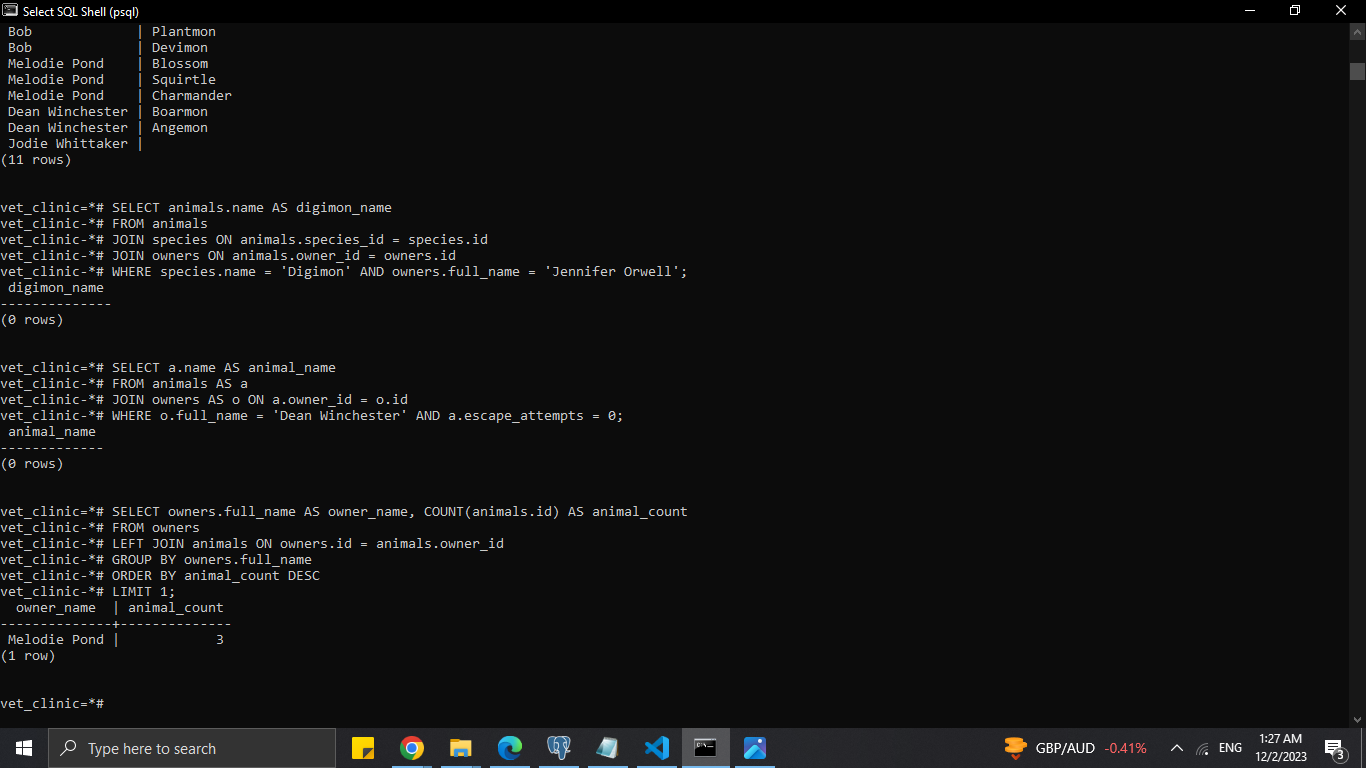 Select SQL Shell (psql)
Bob | Plantmon
Bob | Devimon
Melodie Pond | Blossom
Melodie Pond | Squirtle
Melodie Pond | Charmander
Dean Winchester | Boarmon
Dean Winchester | Angemon
Jodie Whittaker |
(11 rows)
vet_clinic=*# SELECT animals.name AS digimon_name
vet_clinic-*# FROM animals
vet_clinic-*# JOIN species ON animals.species_id = species.id
vet_clinic-*# JOIN owners ON animals.owner_id = owners.id
vet_clinic-*# WHERE species.name = 'Digimon' AND owners.full_name = 'Jennifer Orwell';
digimon_name
--------------
(0 rows)
vet_clinic=*# SELECT a.name AS animal_name
vet_clinic-*# FROM animals AS a
vet_clinic-*# JOIN owners AS o ON a.owner_id = o.id
vet_clinic-*# WHERE o.full_name = 'Dean Winchester' AND a.escape_attempts = 0;
animal_name
-------------
(0 rows)
vet_clinic=*# SELECT owners.full_name AS owner_name, COUNT(animals.id) AS animal_count
vet_clinic-*# FROM owners
vet_clinic-*# LEFT JOIN animals ON owners.id = animals.owner_id
vet_clinic-*# GROUP BY owners.full_name
vet_clinic-*# ORDER BY animal_count DESC
vet_clinic-*# LIMIT 1;
owner_name | animal_count
--------------+--------------
Melodie Pond | 3
(1 row)
vet_clinic=*#
Type here to search
GBP/AUD -0.41%
ENG
1:27 AM
12/2/2023
3